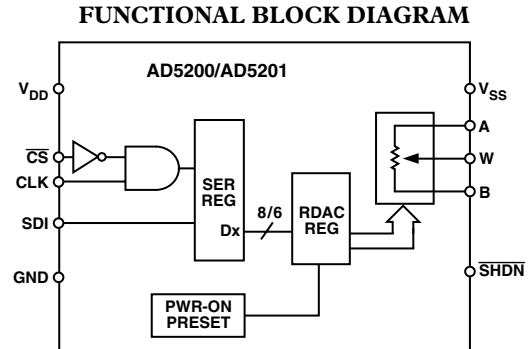 FUNCTIONAL BLOCK DIAGRAM
AD5200/AD5201
VDD
VSS
CS
CLK
SDI
GND
SER
REG
Dx
8/6
RDAC
REG
PWR-ON
PRESET
A
W
B
SHDN